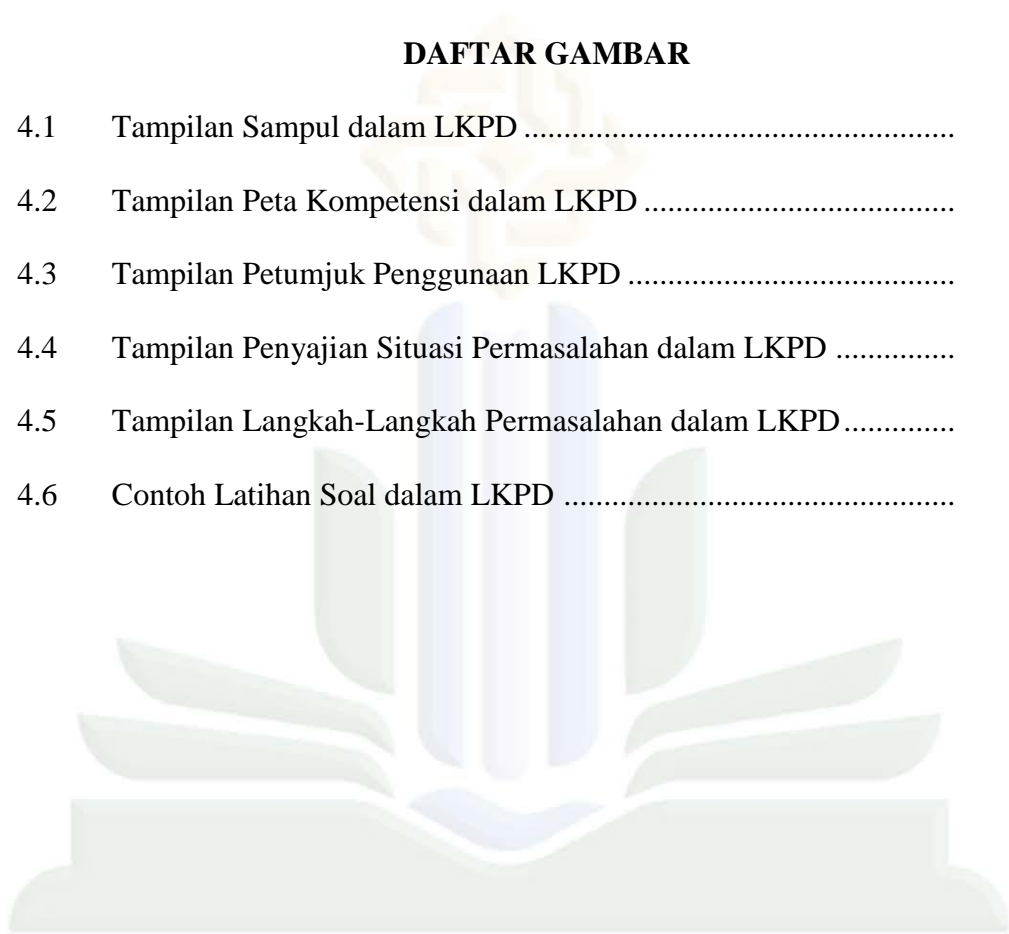 DAFTAR GAMBAR
4.1 Tampilan Sampul dalam LKPD .......................................................
4.2 Tampilan Peta Kompetensi dalam LKPD ........................................
4.3 Tampilan Petumjuk Penggunaan LKPD ..........................................
4.4 Tampilan Penyajian Situasi Permasalahan dalam LKPD ...............
4.5 Tampilan Langkah-Langkah Permasalahan dalam LKPD..............
4.6 Contoh Latihan Soal dalam LKPD ..................................................